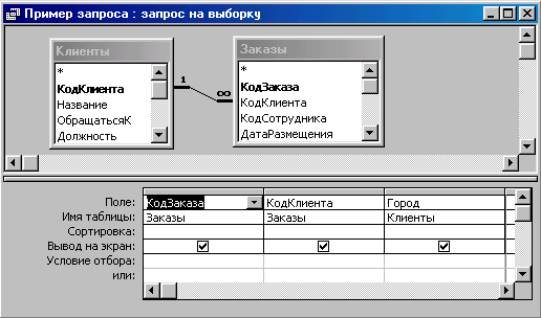 Пример запроса : запрос на выборку
Клиенты
*
КодКлиента
Название
ОбращатьсяК
Должность
1
∞
Заказы
*
КодЗаказа
КодКлиента
КодСотрудника
ДатаРазмещения
Поле: КодЗаказа КодКлиента Город
Имя таблицы: Заказы Заказы Клиенты
Сортировка:
Вывод на экран:
Условие отбора:
или: